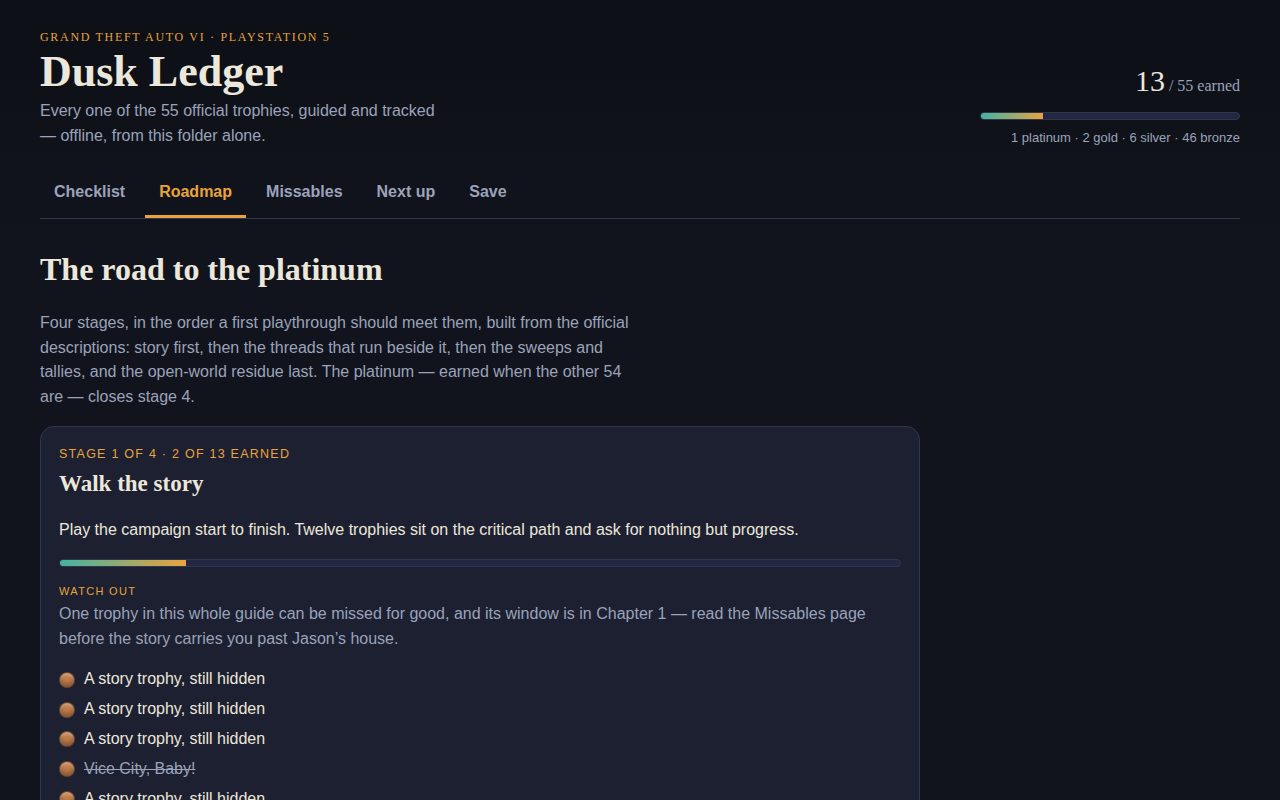 GRAND THEFT AUTO VI · PLAYSTATION 5
Dusk Ledger
Every one of the 55 official trophies, guided and tracked
— offline, from this folder alone.
13 / 55 earned
1 platinum · 2 gold · 6 silver · 46 bronze
Checklist Roadmap Missables Next up Save
The road to the platinum
Four stages, in the order a first playthrough should meet them, built from the official
descriptions: story first, then the threads that run beside it, then the sweeps and
tallies, and the open-world residue last. The platinum — earned when the other 54
are — closes stage 4.
STAGE 1 OF 4 · 2 OF 13 EARNED
Walk the story
Play the campaign start to finish. Twelve trophies sit on the critical path and ask for nothing but progress.
WATCH OUT
One trophy in this whole guide can be missed for good, and its window is in Chapter 1 — read the Missables page
before the story carries you past Jason’s house.
A story trophy, still hidden
A story trophy, still hidden
A story trophy, still hidden
Vice City, Baby!
A story trophy, still hidden